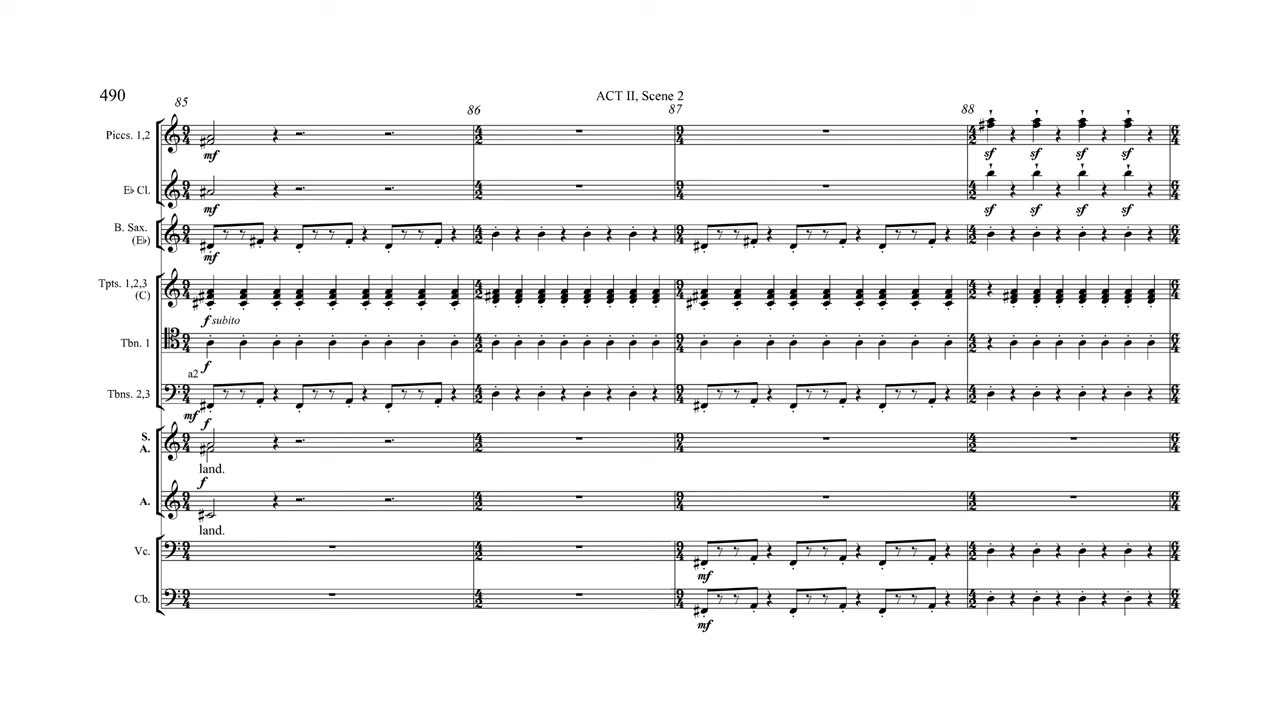 490
ACT II, Scene 2
85
86
87
88
Piccs. 1,2
mf
sf sf sf sf
E♭ Cl.
mf
sf sf sf sf
B. Sax.
(E♭)
mf
Tpts. 1,2,3
(C)
f subito
Tbn. 1
f
a2
Tbns. 2,3
mf f
S.
A.
land.
f
A.
land.
Vc.
mf
Cb.
mf